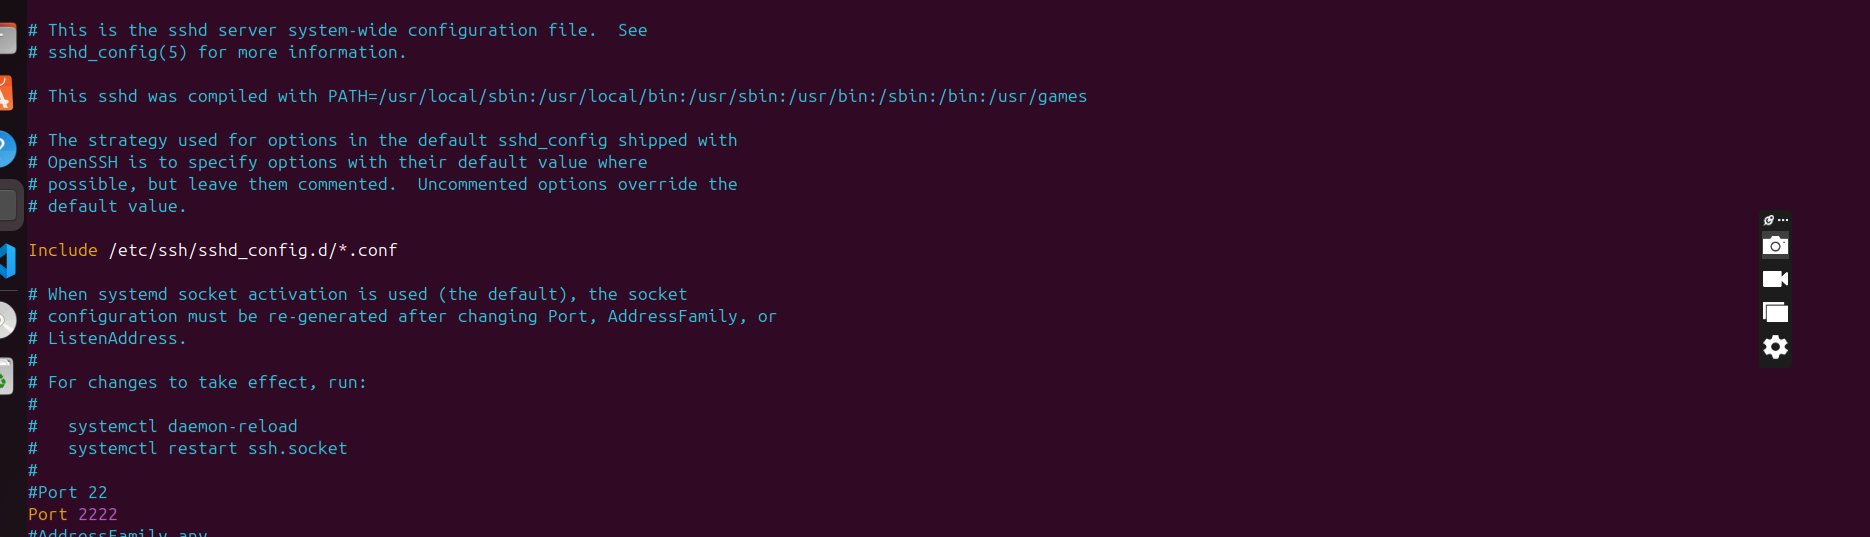 # This is the sshd server system-wide configuration file.  See
# sshd_config(5) for more information.

# This sshd was compiled with PATH=/usr/local/sbin:/usr/local/bin:/usr/sbin:/usr/bin:/sbin:/bin:/usr/games

# The strategy used for options in the default sshd_config shipped with
# OpenSSH is to specify options with their default value where
# possible, but leave them commented.  Uncommented options override the
# default value.

Include /etc/ssh/sshd_config.d/*.conf

# When systemd socket activation is used (the default), the socket
# configuration must be re-generated after changing Port, AddressFamily, or
# ListenAddress.
#
# For changes to take effect, run:
#
#   systemctl daemon-reload
#   systemctl restart ssh.socket
#
#Port 22
Port 2222
#AddressFamily any